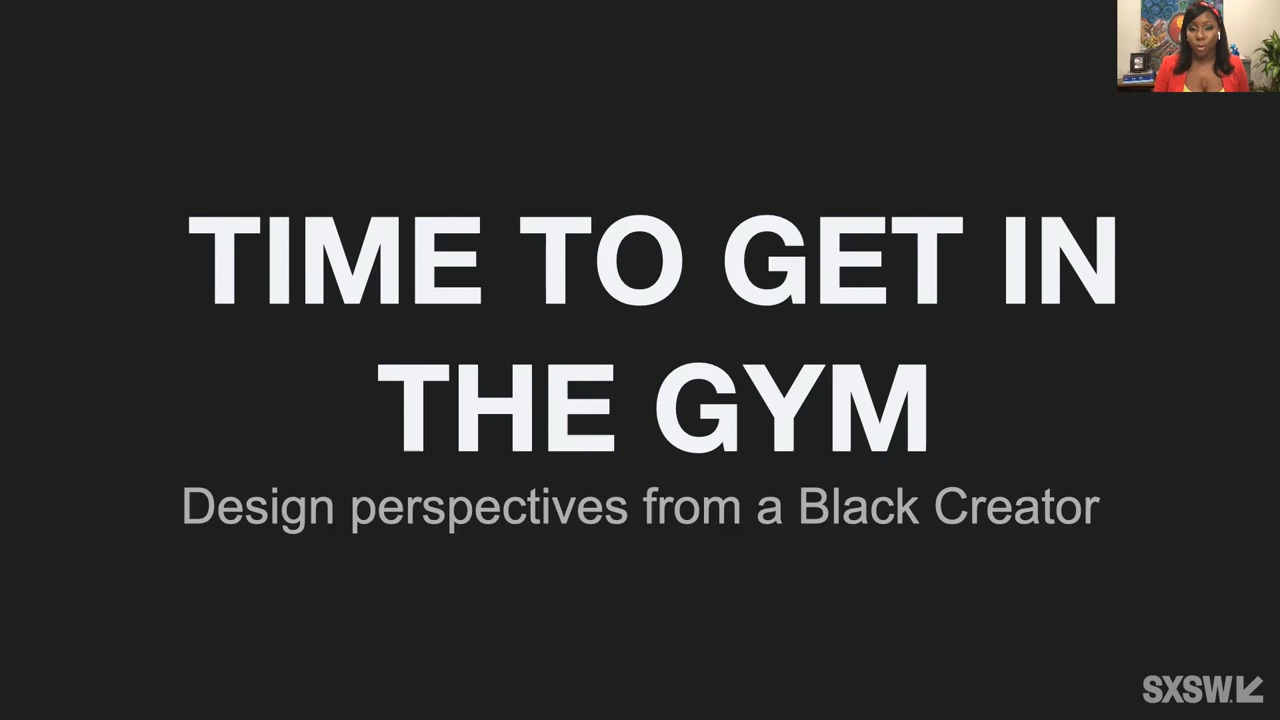 TIME TO GET IN
THE GYM
Design perspectives from a Black Creator
SXSW.